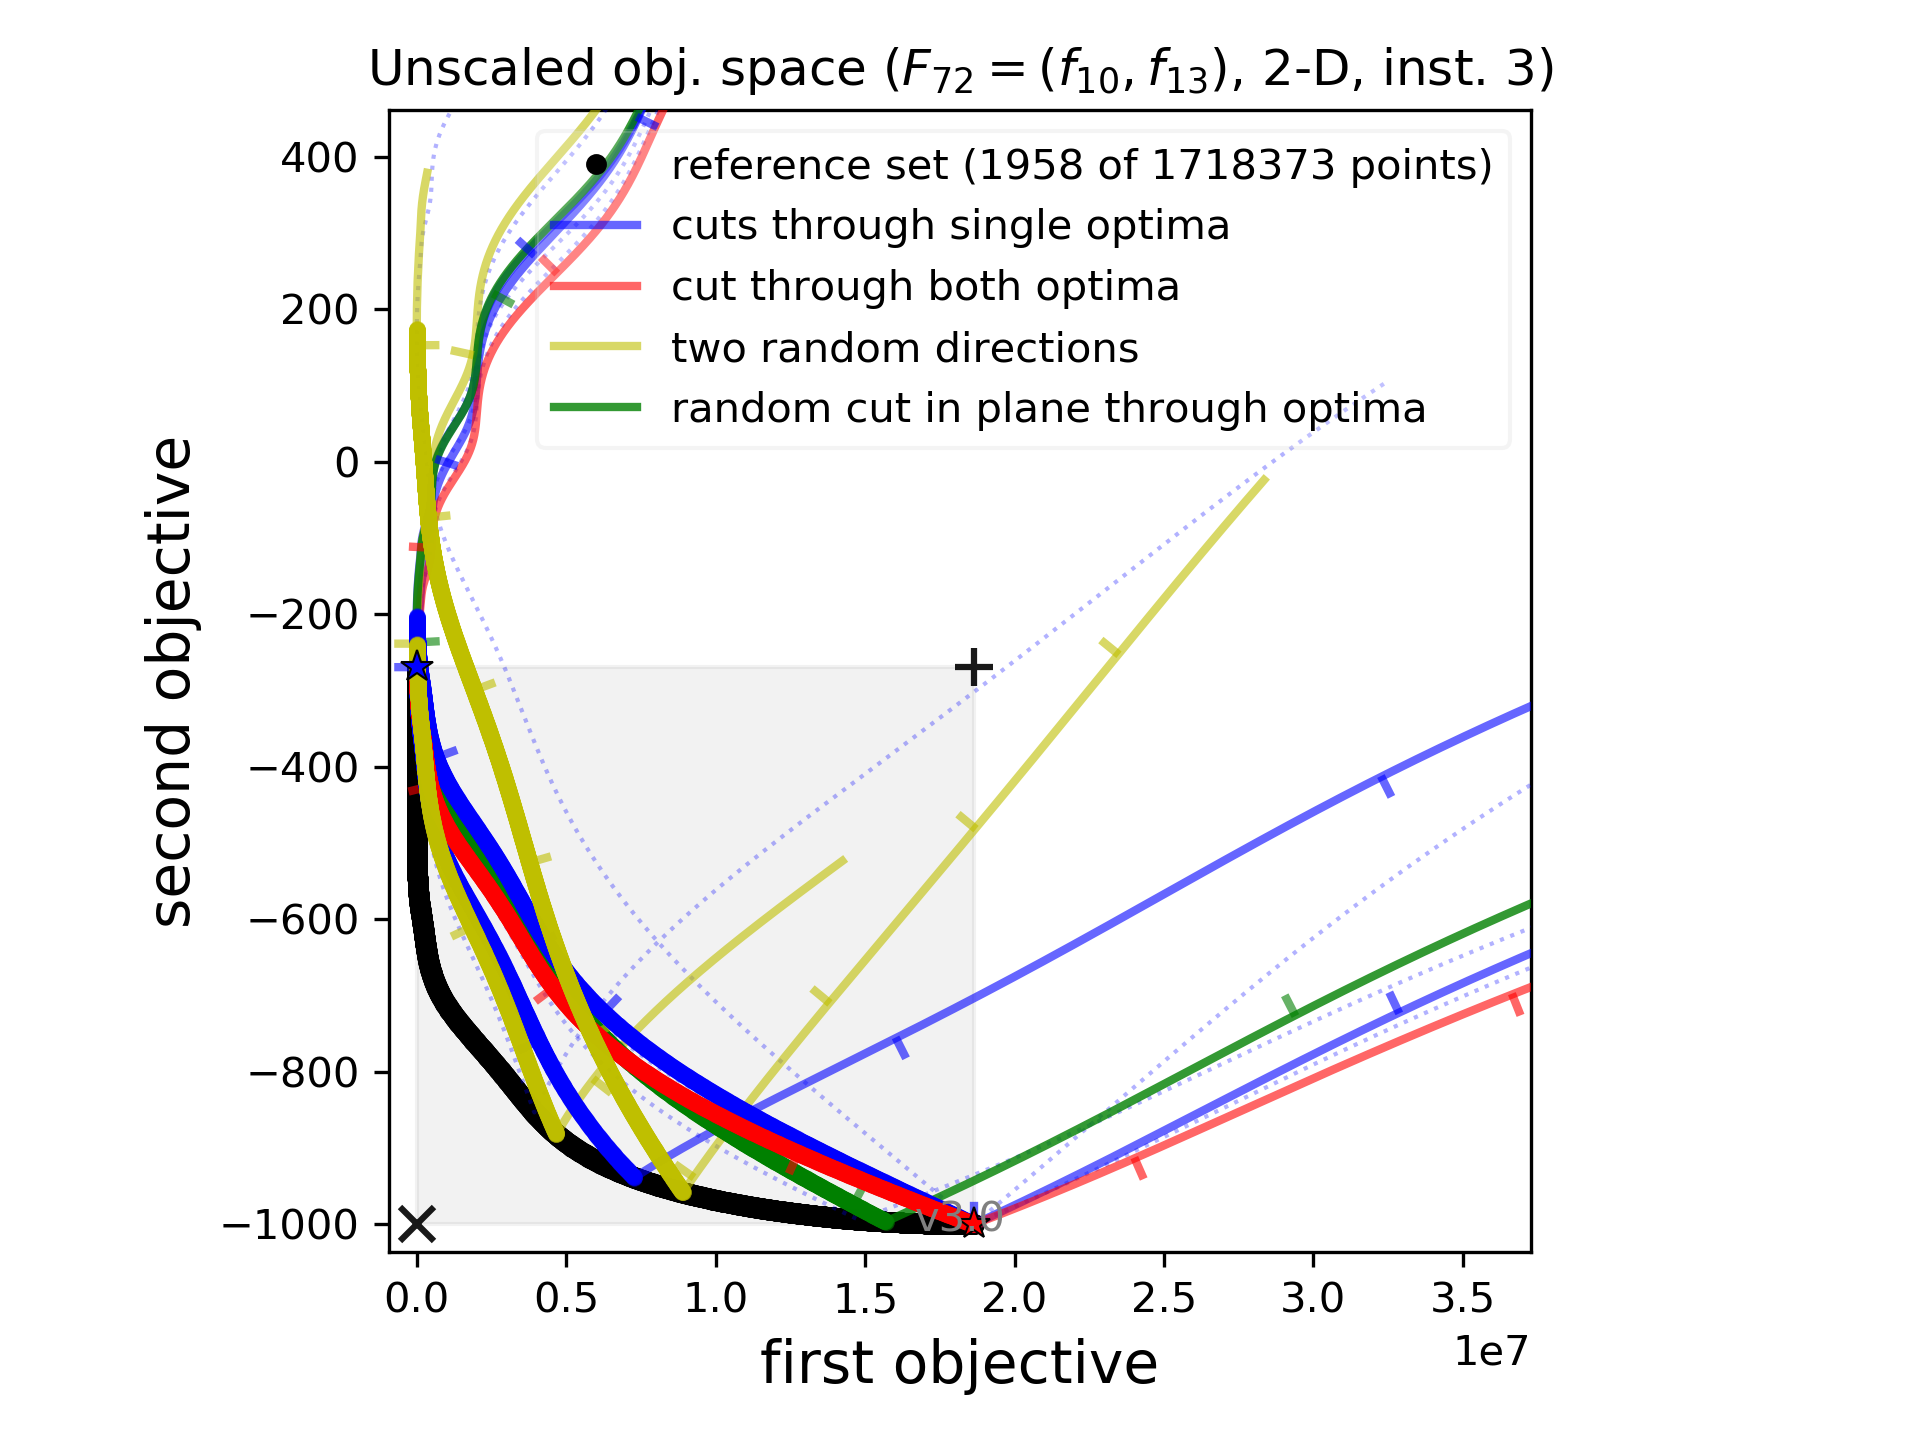 Unscaled obj. space (F72 = (f10, f13), 2-D, inst. 3)
reference set (1958 of 1718373 points)
cuts through single optima
cut through both optima
two random directions
random cut in plane through optima
second objective
400
200
0
−200
−400
−600
−800
−1000
v3.0
0.0 0.5 1.0 1.5 2.0 2.5 3.0 3.5
1e7
first objective